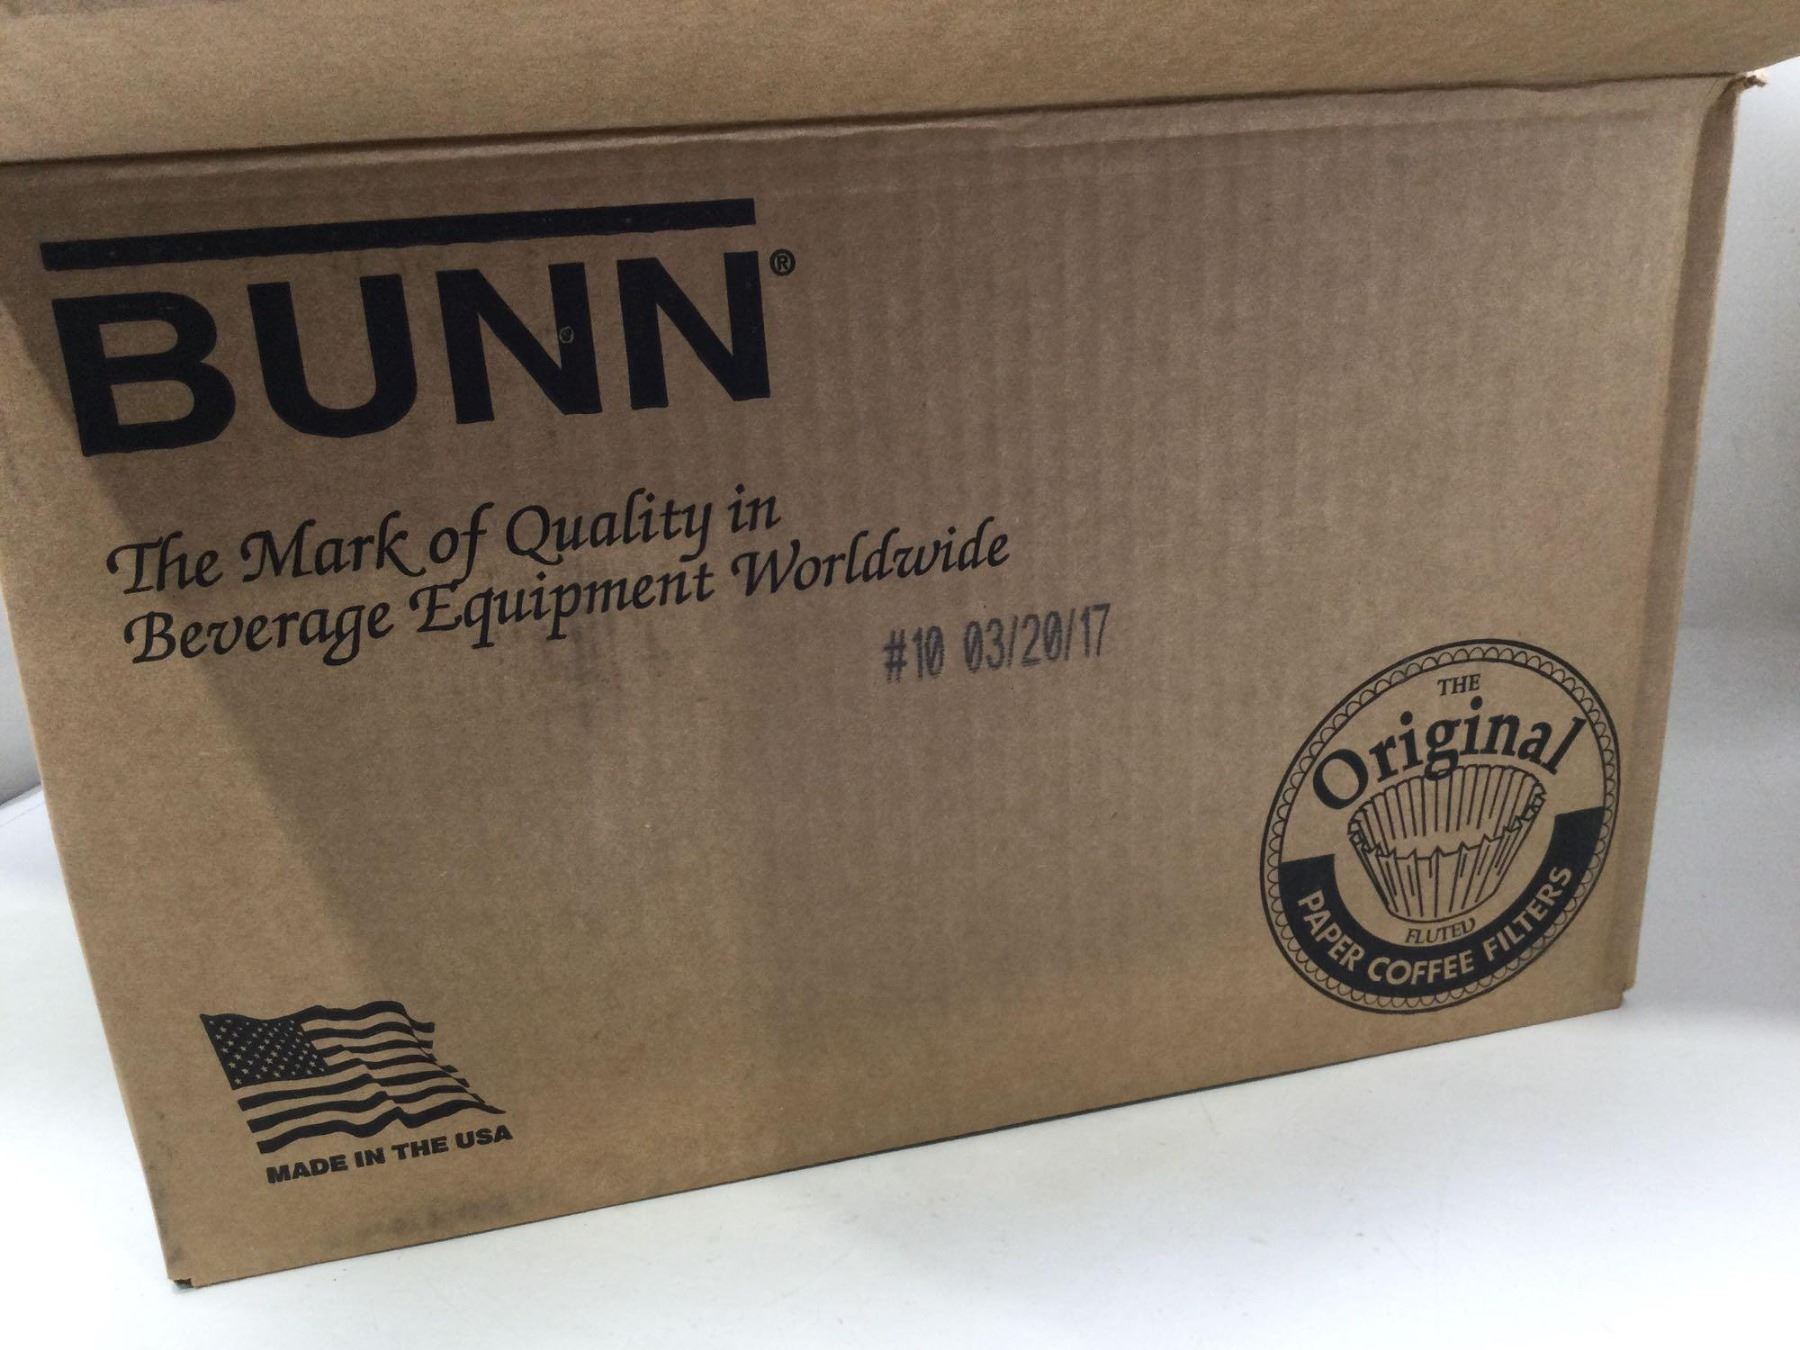 BUNN®
The Mark of Quality in
Beverage Equipment Worldwide
#10 03/20/17
THE
Original
FLUTED
PAPER COFFEE FILTERS
MADE IN THE USA